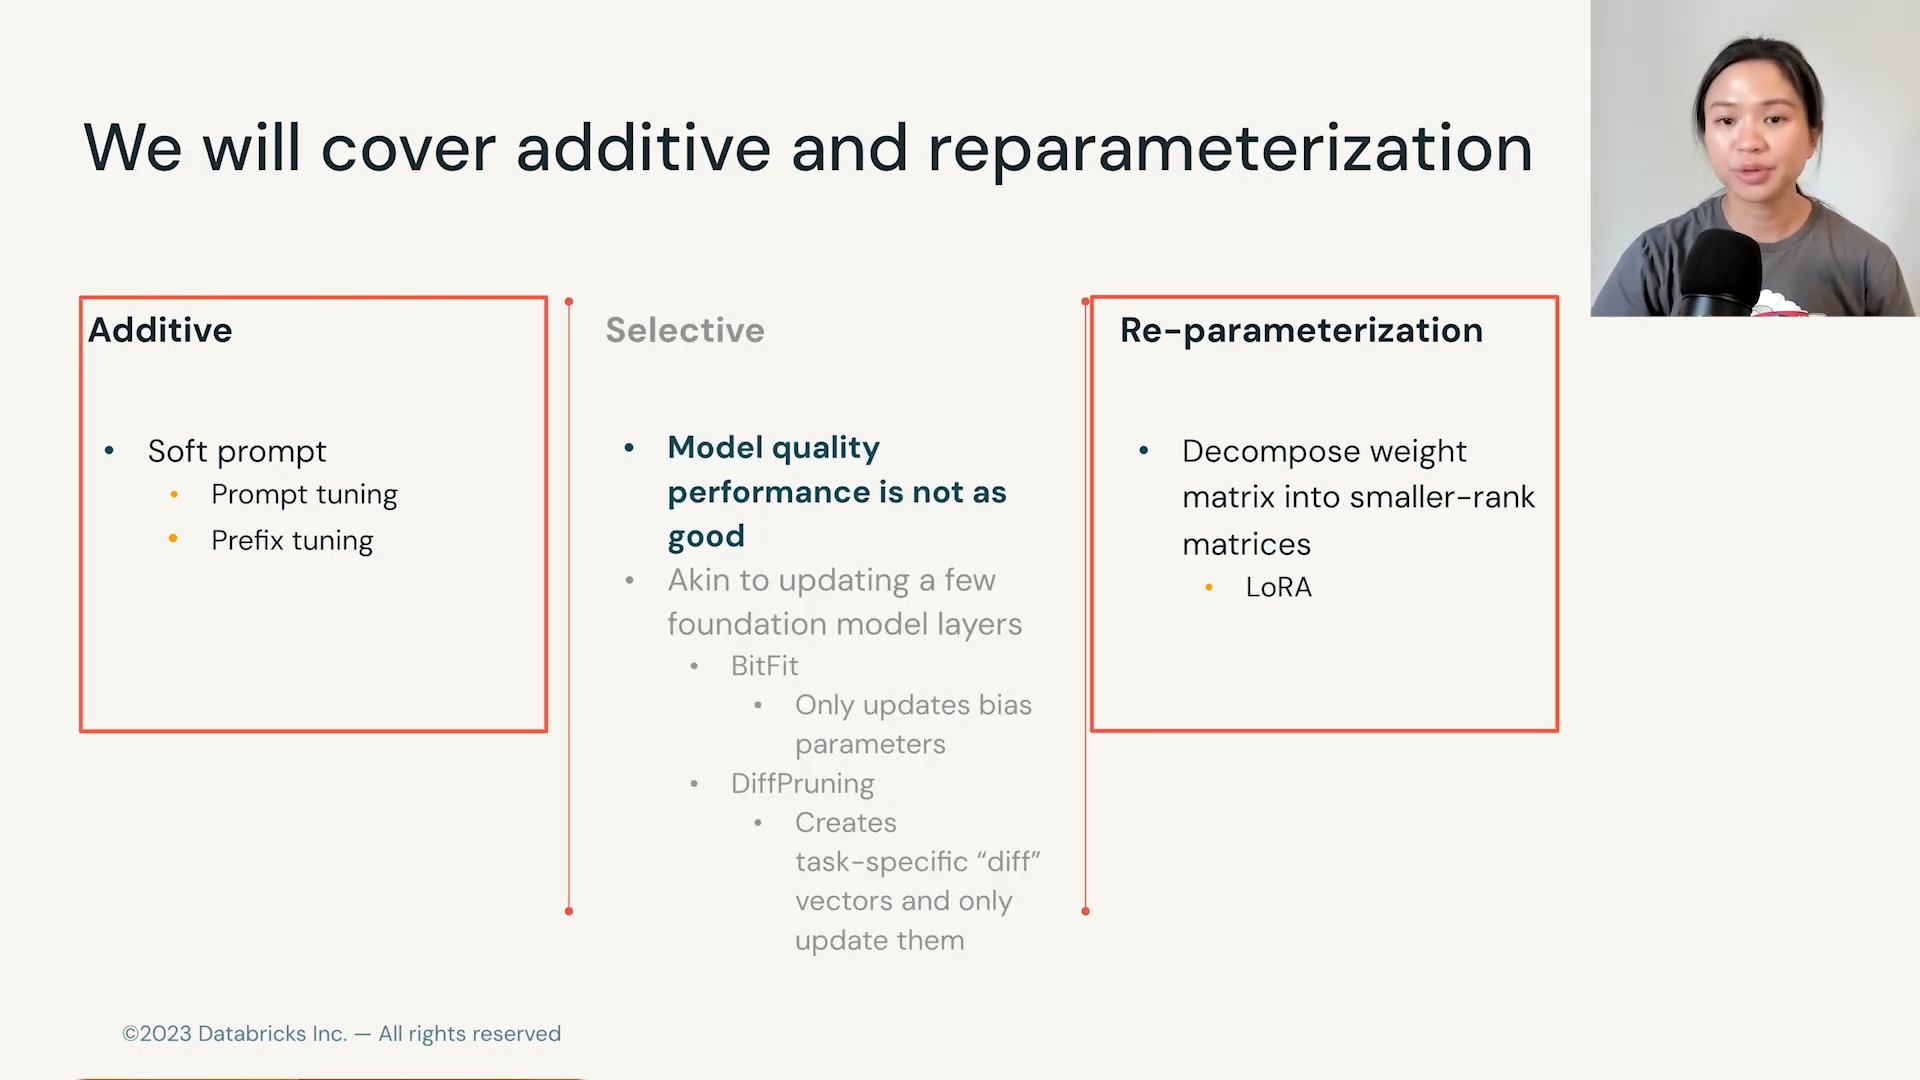 We will cover additive and reparameterization
Additive
• Soft prompt
• Prompt tuning
• Prefix tuning
Selective
• Model quality
performance is not as
good
• Akin to updating a few
foundation model layers
• BitFit
• Only updates bias
parameters
• DiffPruning
• Creates
task-specific “diff”
vectors and only
update them
Re-parameterization
• Decompose weight
matrix into smaller-rank
matrices
• LoRA
©2023 Databricks Inc. — All rights reserved